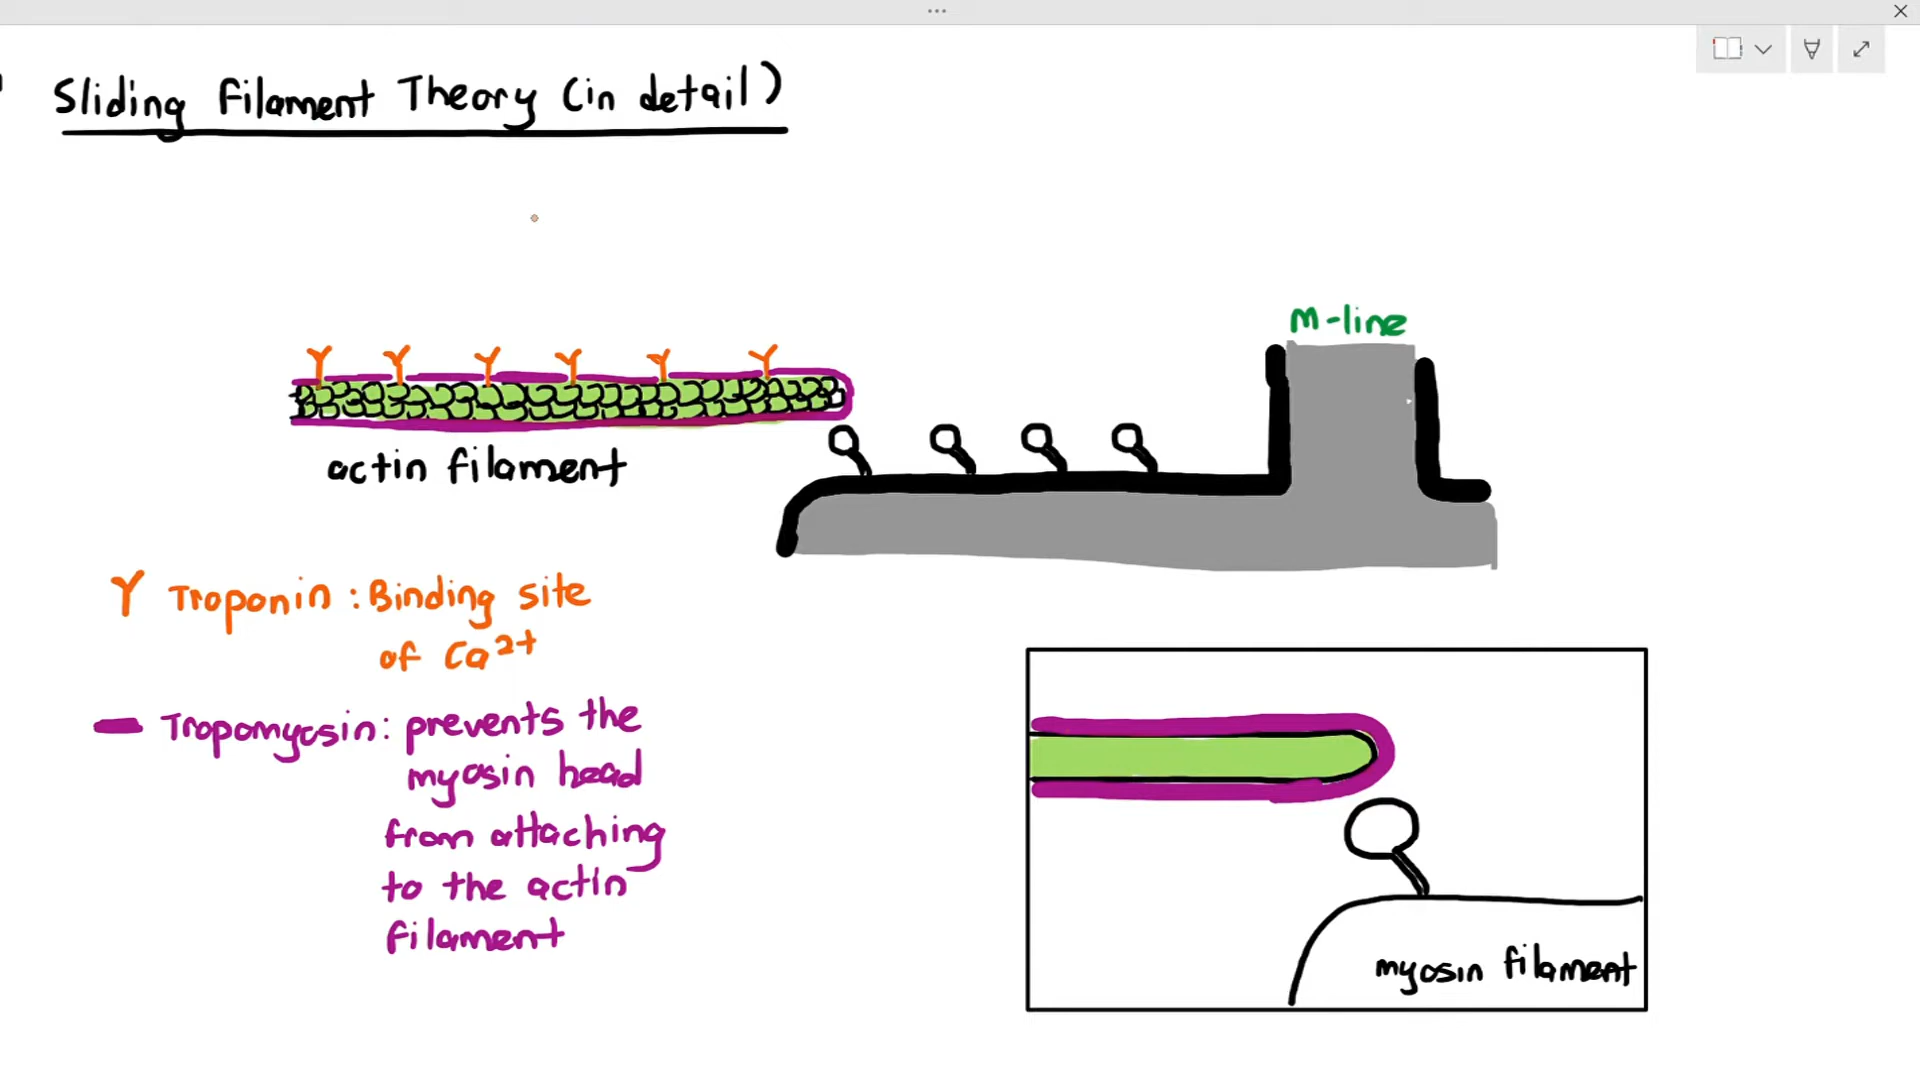 Sliding Filament Theory (in detail)
M-line
actin filament
Troponin : Binding site
of Ca²⁺
Tropomyosin: prevents the
myosin head
from attaching
to the actin
filament
myosin filament